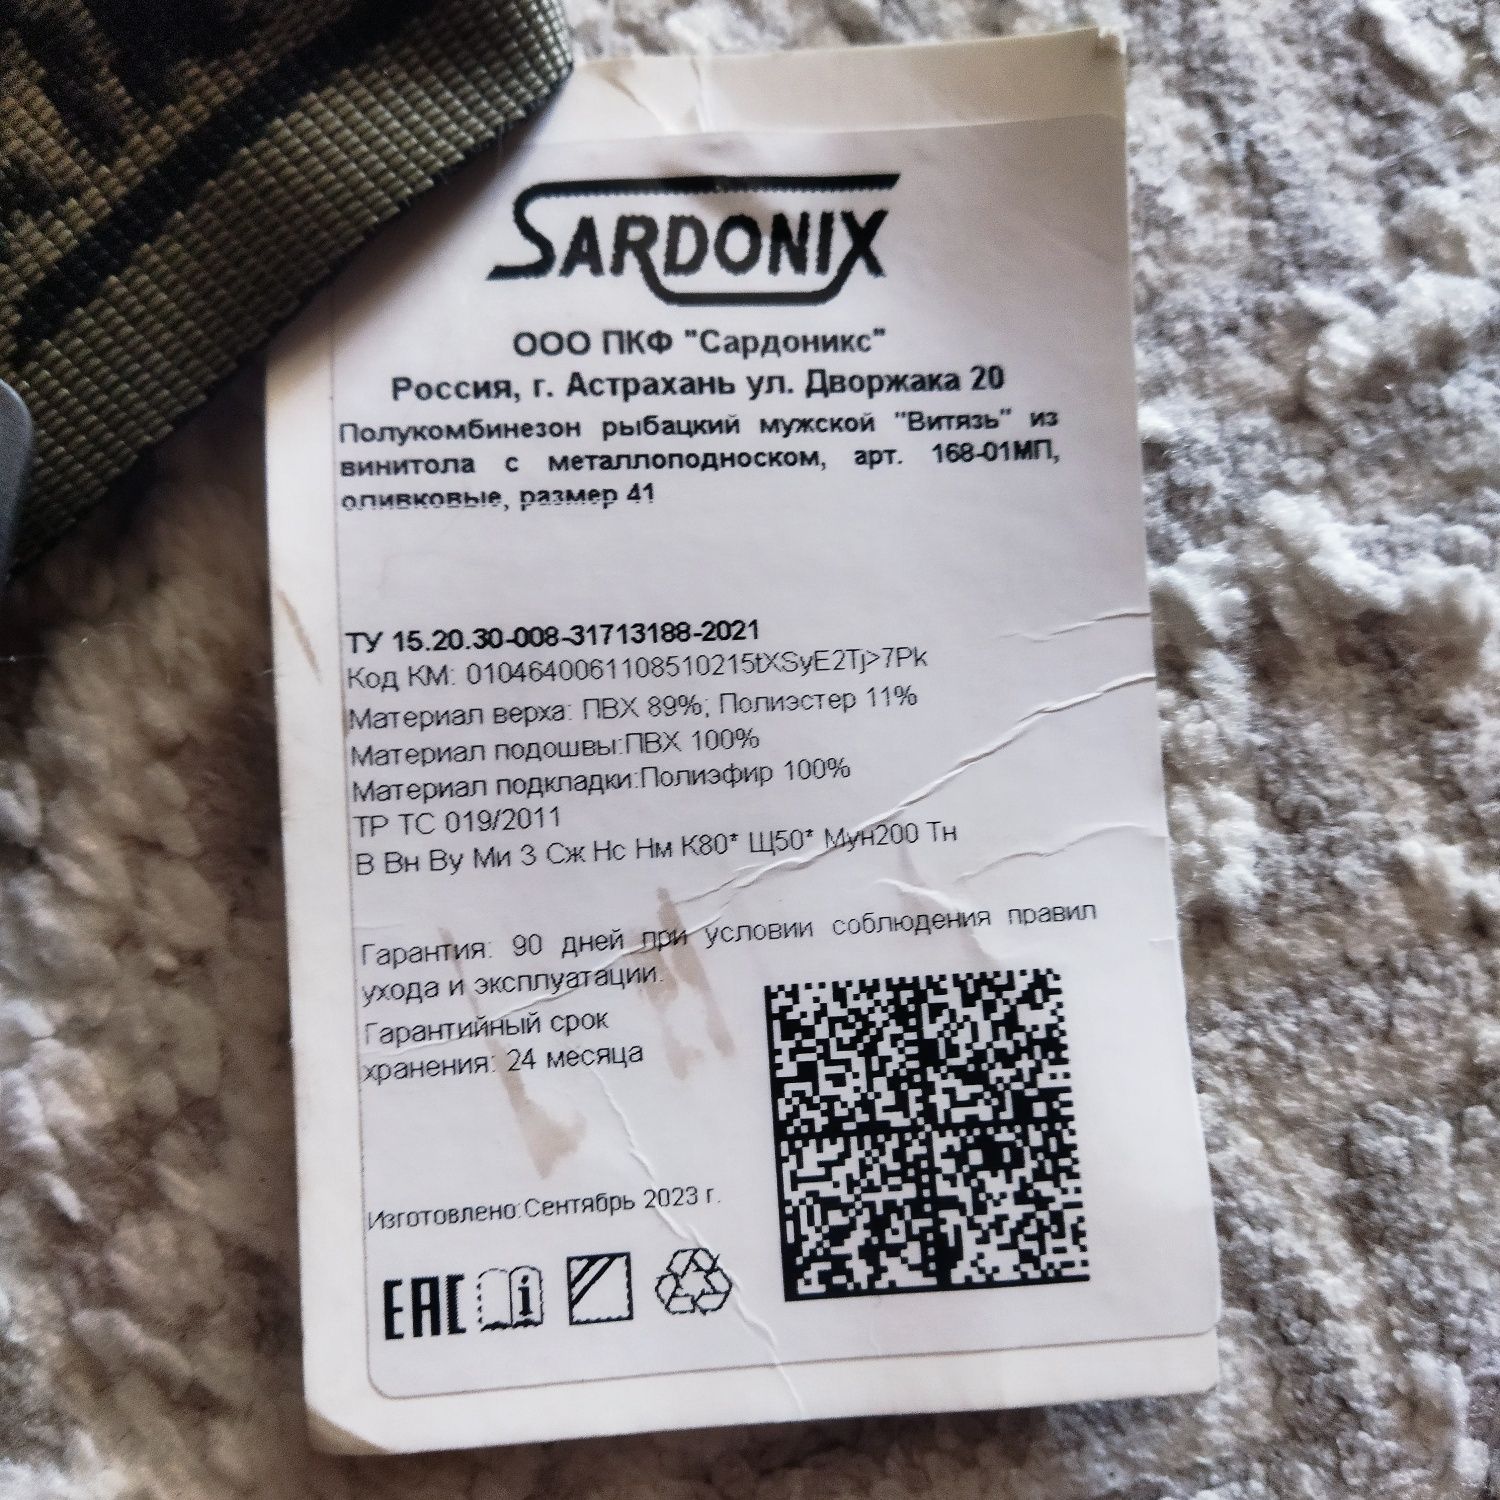 SARDONIX
ООО ПКФ "Сардоникс"
Россия, г. Астрахань ул. Дворжака 20
Полукомбинезон рыбацкий мужской "Витязь" из
винитола с металлоподноском, арт. 168-01МП,
оливковые, размер 41
ТУ 15.20.30-008-31713188-2021
Код КМ: 0104640061108510215tXSyE2Tj>7Pk
Материал верха: ПВХ 89%; Полиэстер 11%
Материал подошвы:ПВХ 100%
Материал подкладки:Полиэфир 100%
ТР ТС 019/2011
В Вн Ву Ми З Сж Нс Нм К80* Щ50* Мун200 Тн
Гарантия: 90 дней при условии соблюдения правил
ухода и эксплуатации.
Гарантийный срок
хранения: 24 месяца
Изготовлено:Сентябрь 2023 г.
EAC